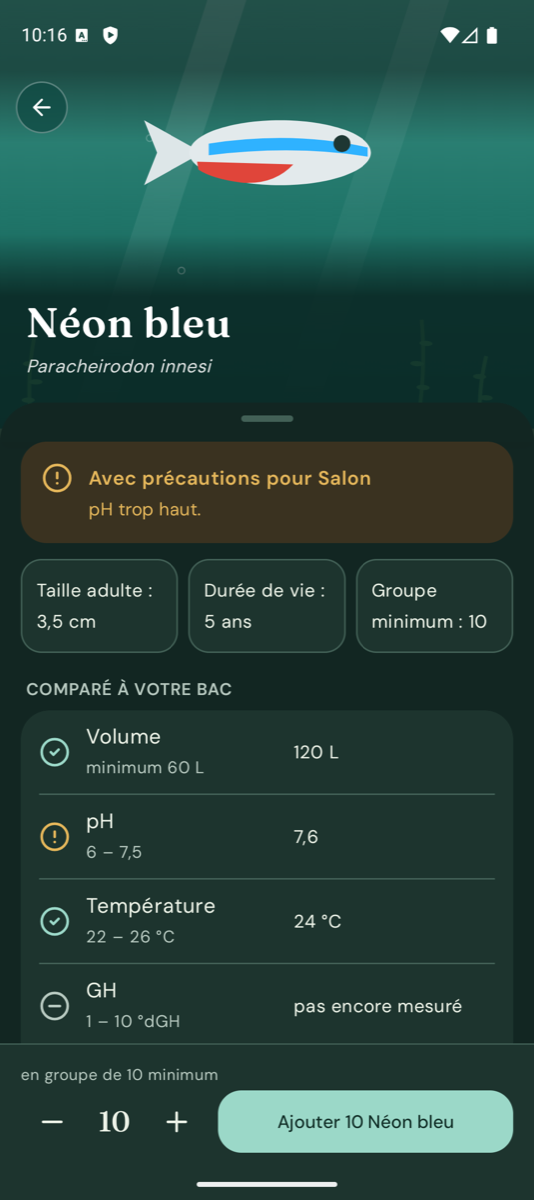 10:16
Néon bleu
Paracheirodon innesi
Avec précautions pour Salon
pH trop haut.
Taille adulte :
3,5 cm
Durée de vie :
5 ans
Groupe
minimum : 10
COMPARÉ À VOTRE BAC
Volume
minimum 60 L
120 L
pH
6 – 7,5
7,6
Température
22 – 26 °C
24 °C
GH
1 – 10 °dGH
pas encore mesuré
en groupe de 10 minimum
− 10 +
Ajouter 10 Néon bleu